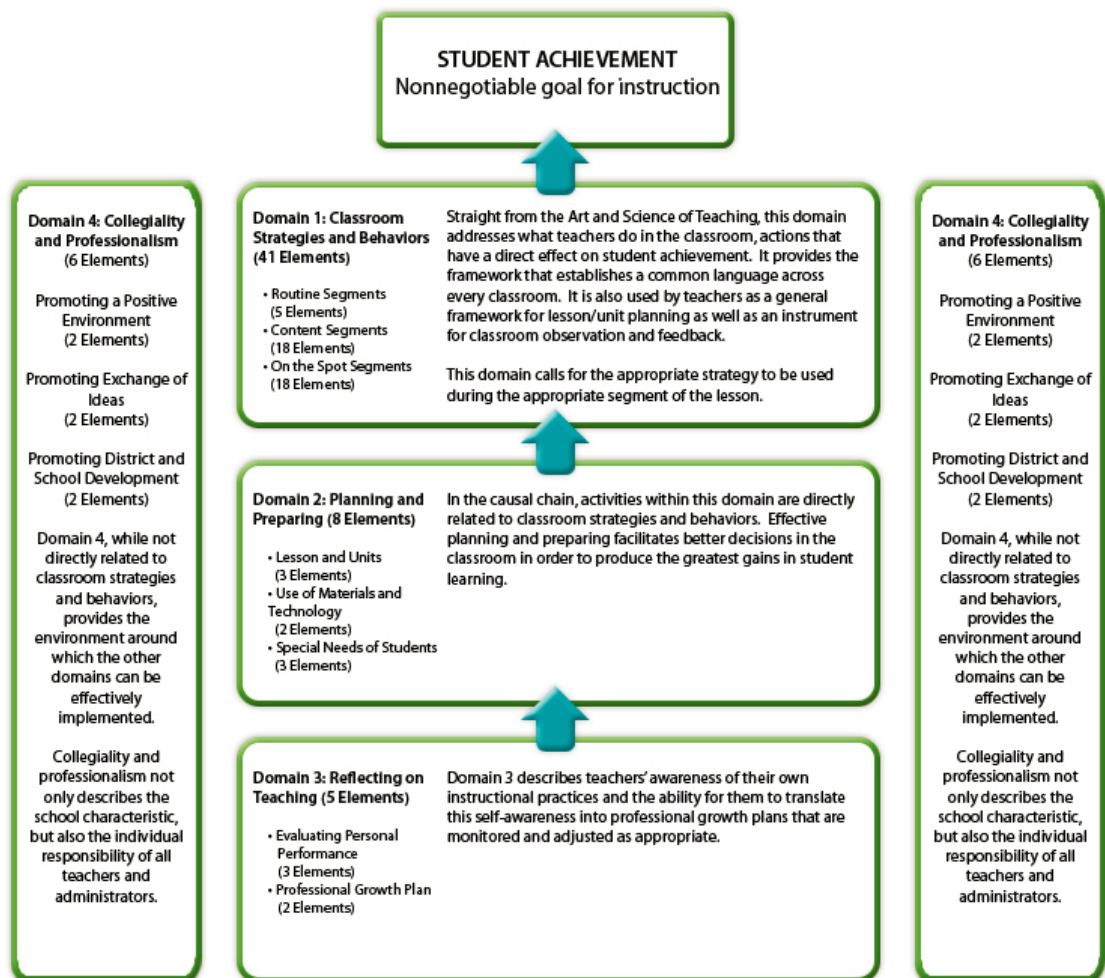 STUDENT ACHIEVEMENT
Nonnegotiable goal for instruction
Domain 4: Collegiality
and Professionalism
(6 Elements)
Promoting a Positive
Environment
(2 Elements)
Promoting Exchange of
Ideas
(2 Elements)
Promoting District and
School Development
(2 Elements)
Domain 4, while not
directly related to
classroom strategies
and behaviors,
provides the
environment around
which the other
domains can be
effectively
implemented.
Collegiality and
professionalism not
only describes the
school characteristic,
but also the individual
responsibility of all
teachers and
administrators.
Domain 1: Classroom
Strategies and Behaviors
(41 Elements)
• Routine Segments
(5 Elements)
• Content Segments
(18 Elements)
• On the Spot Segments
(18 Elements)
Straight from the Art and Science of Teaching, this domain
addresses what teachers do in the classroom, actions that
have a direct effect on student achievement. It provides the
framework that establishes a common language across
every classroom. It is also used by teachers as a general
framework for lesson/unit planning as well as an instrument
for classroom observation and feedback.
This domain calls for the appropriate strategy to be used
during the appropriate segment of the lesson.
Domain 2: Planning and
Preparing (8 Elements)
• Lesson and Units
(3 Elements)
• Use of Materials and
Technology
(2 Elements)
• Special Needs of Students
(3 Elements)
In the causal chain, activities within this domain are directly
related to classroom strategies and behaviors. Effective
planning and preparing facilitates better decisions in the
classroom in order to produce the greatest gains in student
learning.
Domain 3: Reflecting on
Teaching (5 Elements)
• Evaluating Personal
Performance
(3 Elements)
• Professional Growth Plan
(2 Elements)
Domain 3 describes teachers' awareness of their own
instructional practices and the ability for them to translate
this self-awareness into professional growth plans that are
monitored and adjusted as appropriate.
Domain 4: Collegiality
and Professionalism
(6 Elements)
Promoting a Positive
Environment
(2 Elements)
Promoting Exchange of
Ideas
(2 Elements)
Promoting District and
School Development
(2 Elements)
Domain 4, while not
directly related to
classroom strategies
and behaviors,
provides the
environment around
which the other
domains can be
effectively
implemented.
Collegiality and
professionalism not
only describes the
school characteristic,
but also the individual
responsibility of all
teachers and
administrators.